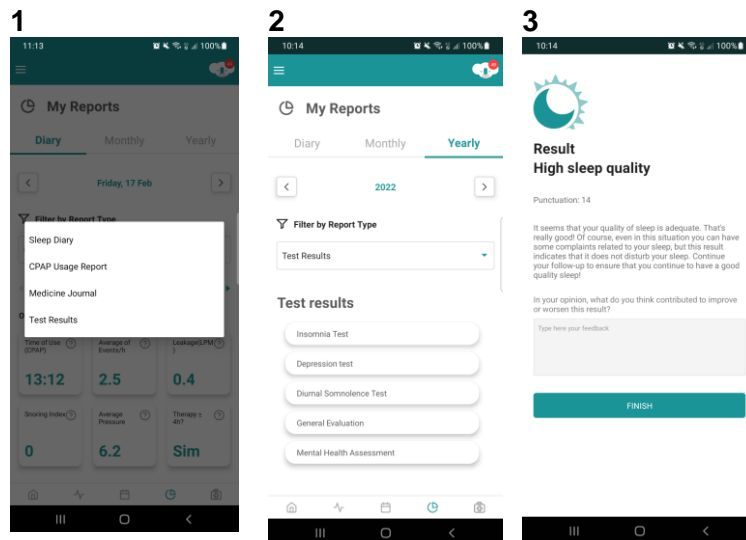 1
11:13
100%
My Reports
Diary Monthly Yearly
Friday, 17 Feb
Filter by Report Type
Sleep Diary
CPAP Usage Report
Medicine Journal
Test Results
Time of Use (CPAP)
13:12
Average of Events/h
2.5
Leakage(LPM)
0.4
Snoring Index
0
Average Pressure
6.2
Therapy ≥ 4h?
Sim
2
10:14
100%
My Reports
Diary Monthly Yearly
2022
Filter by Report Type
Test Results
Test results
Insomnia Test
Depression test
Diurnal Somnolence Test
General Evaluation
Mental Health Assessment
3
10:14
100%
Result
High sleep quality
Punctuation: 14
It seems that your quality of sleep is adequate. That's
really good! Of course, even in this situation you can have
some complaints related to your sleep, but this result
indicates that it does not disturb your sleep. Continue
your follow-up to ensure that you continue to have a good
quality sleep!
In your opinion, what do you think contributed to improve
or worsen this result?
Type here your feedback
FINISH